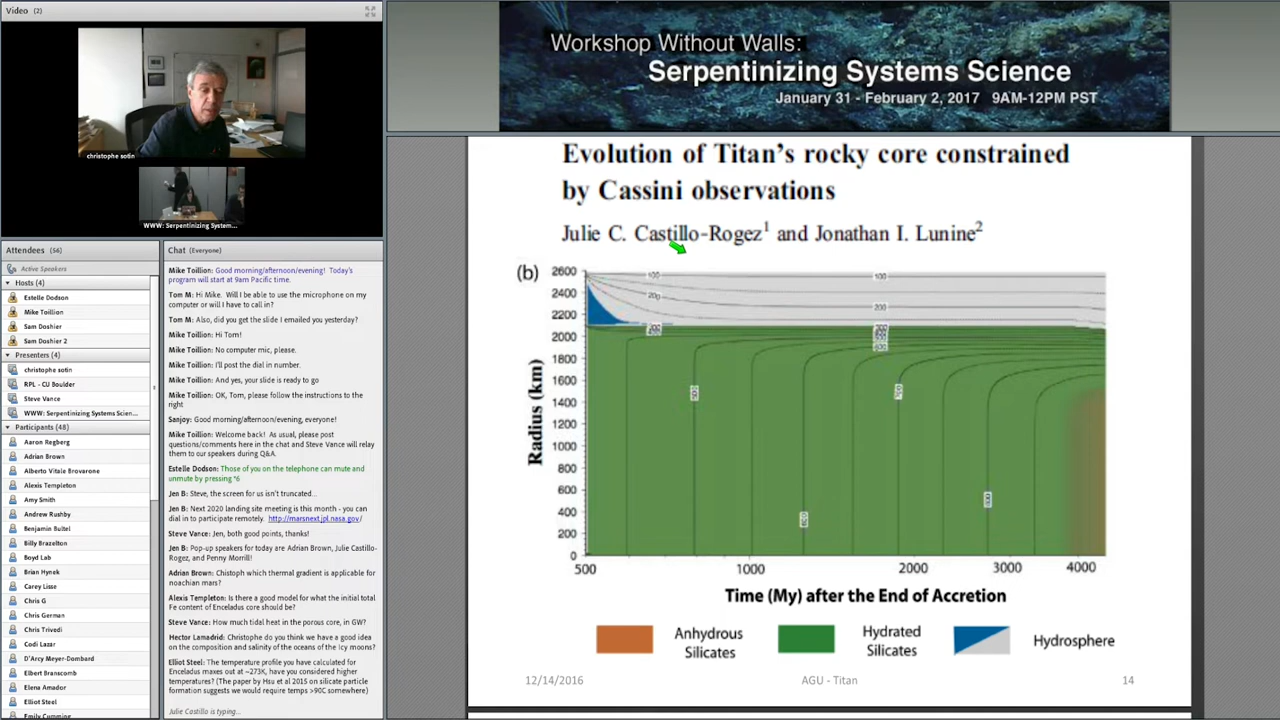 Video (2)
christophe sotin
WWW: Serpentinizing System...
Attendees (56)
Active Speakers
Hosts (4)
Estelle Dodson
Mike Toillion
Sam Doshier
Sam Doshier 2
Presenters (4)
christophe sotin
RPL - CU Boulder
Steve Vance
WWW: Serpentinizing Systems Scien...
Participants (48)
Aaron Regberg
Adrian Brown
Alberto Vitale Brovarone
Alexis Templeton
Amy Smith
Andrew Rushby
Benjamin Bultel
Billy Brazelton
Boyd Lab
Brian Hynek
Carey Lisse
Chris G
Chris German
Chris Trivedi
Codi Lazar
D'Arcy Meyer-Dombard
Elbert Branscomb
Elena Amador
Elliot Steel
Emily Cumming
Chat (Everyone)
Mike Toillion: Good morning/afternoon/evening! Today's
program will start at 9am Pacific time.
Tom M: Hi Mike. Will I be able to use the microphone on my
computer or will I have to call in?
Tom M: Also, did you get the slide I emailed you yesterday?
Mike Toillion: Hi Tom!
Mike Toillion: No computer mic, please.
Mike Toillion: I'll post the dial in number.
Mike Toillion: And yes, your slide is ready to go
Mike Toillion: OK, Tom, please follow the instructions to the
right
Sanjoy: Good morning/afternoon/evening, everyone!
Mike Toillion: Welcome back! As usual, please post
questions/comments here in the chat and Steve Vance will relay
them to our speakers during Q&A.
Estelle Dodson: Those of you on the telephone can mute and
unmute by pressing *6
Jen B: Steve, the screen for us isn't truncated...
Jen B: Next 2020 landing site meeting is this month - you can
dial in to participate remotely. http://marsnext.jpl.nasa.gov/
Steve Vance: Jen, both good points, thanks!
Jen B: Pop-up speakers for today are Adrian Brown, Julie Castillo-
Rogez, and Penny Morrill!
Adrian Brown: Chistoph which thermal gradient is applicable for
noachian mars?
Alexis Templeton: Is there a good model for what the initial total
Fe content of Enceladus core should be?
Steve Vance: How much tidal heat in the porous core, in GW?
Hector Lamadrid: Christophe do you think we have a good idea
on the composition and salinity of the oceans of the icy moons?
Elliot Steel: The temperature profile you have calculated for
Enceladus maxes out at ~273K, have you considered higher
temperatures? (The paper by Hsu et al 2015 on silicate particle
formation suggests we would require temps >90C somewhere)
Julie Castillo is typing...
Workshop Without Walls:
Serpentinizing Systems Science
January 31 - February 2, 2017 9AM-12PM PST
Evolution of Titan's rocky core constrained
by Cassini observations
Julie C. Castillo-Rogez1 and Jonathan I. Lunine2
(b)
Radius (km)
2600
2400
2200
2000
1800
1600
1400
1200
1000
800
600
400
200
0
100
100
200
200
500 1000 2000 3000 4000
Time (My) after the End of Accretion
Anhydrous
Silicates
Hydrated
Silicates
Hydrosphere
12/14/2016 AGU - Titan 14